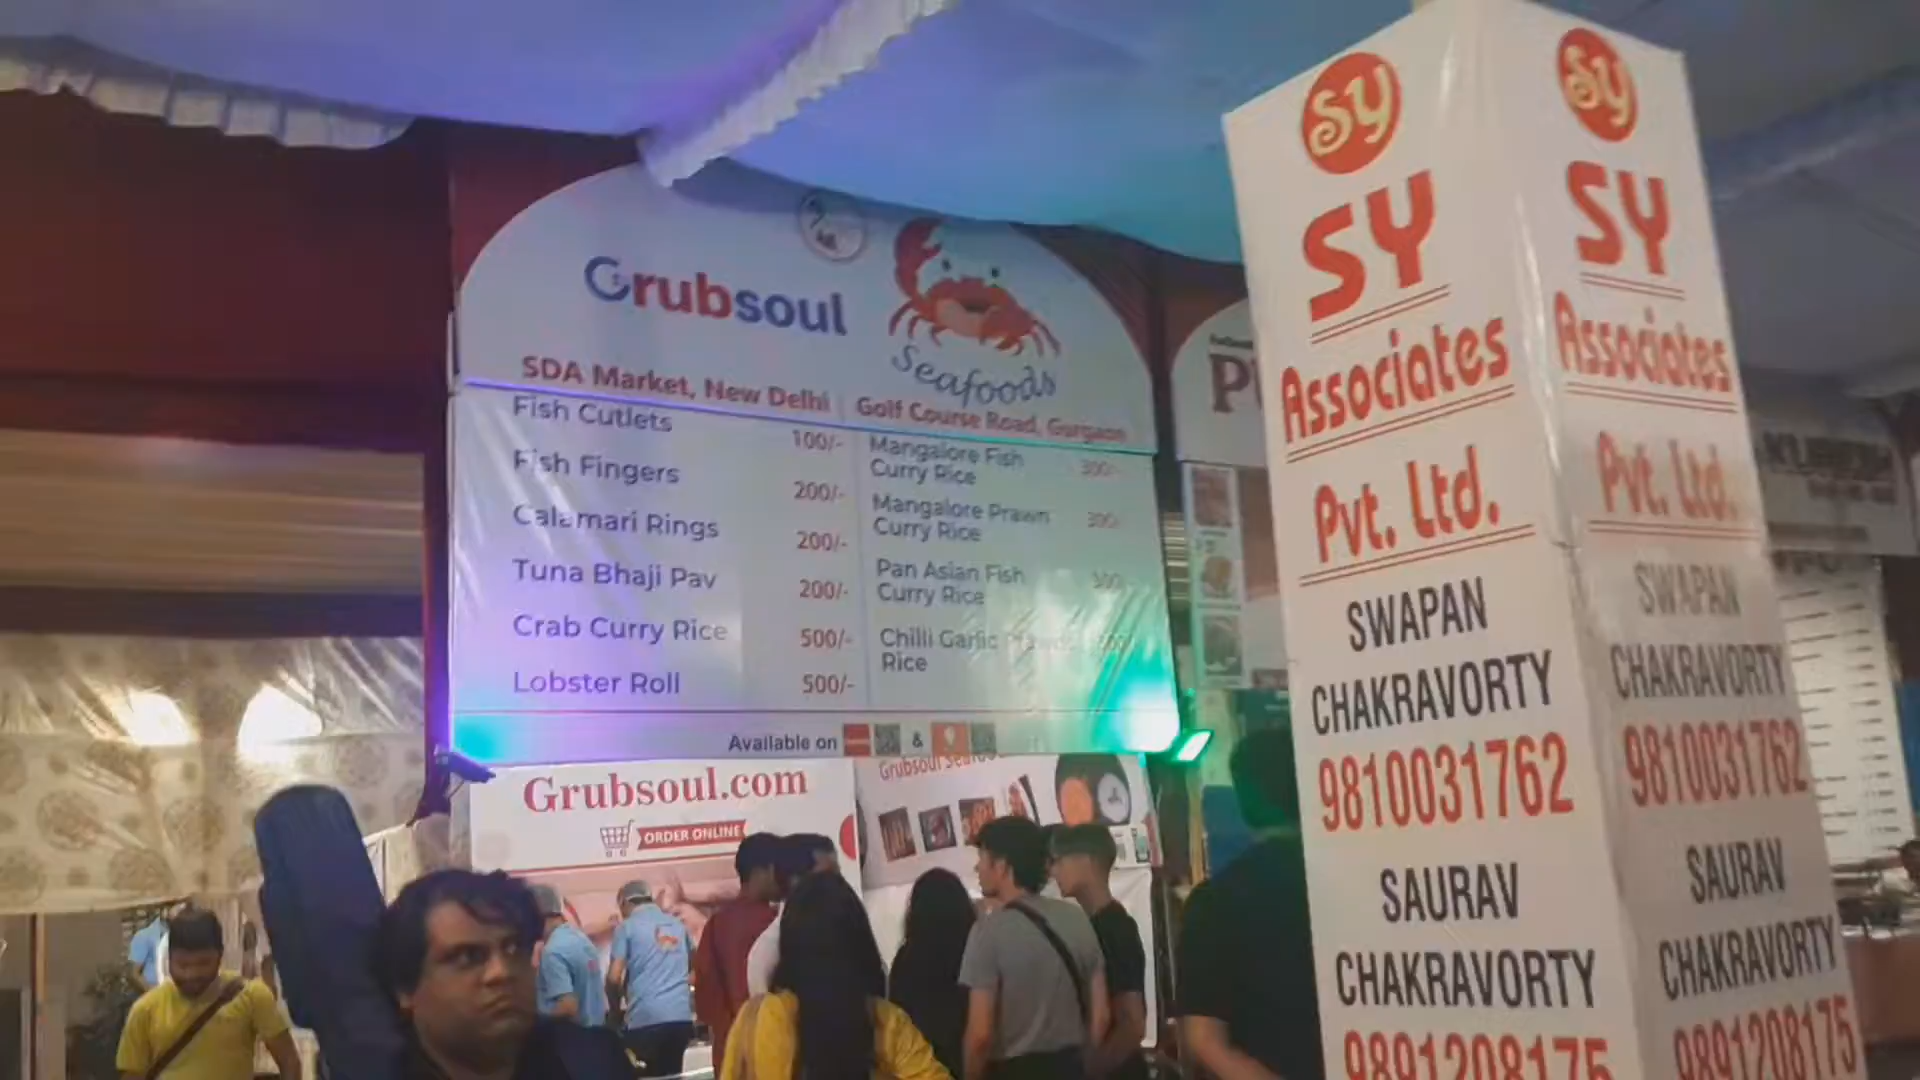 Grubsoul
Seafoods
SDA Market, New Delhi
Golf Course Road, Gurgaon
Fish Cutlets 100/-
Fish Fingers 200/-
Calamari Rings 200/-
Tuna Bhaji Pav 200/-
Crab Curry Rice 500/-
Lobster Roll 500/-
Mangalore Fish
Curry Rice 300/-
Mangalore Prawn
Curry Rice 300/-
Pan Asian Fish
Curry Rice 300/-
Chilli Garlic
Rice
Available on &
Grubsoul.com
ORDER ONLINE
Grubsoul
SY
SY
Associates
Pvt. Ltd.
SWAPAN
CHAKRAVORTY
9810031762
SAURAV
CHAKRAVORTY
9891208175
SY
SY
Associates
Pvt. Ltd.
SWAPAN
CHAKRAVORTY
9810031762
SAURAV
CHAKRAVORTY
9891208175